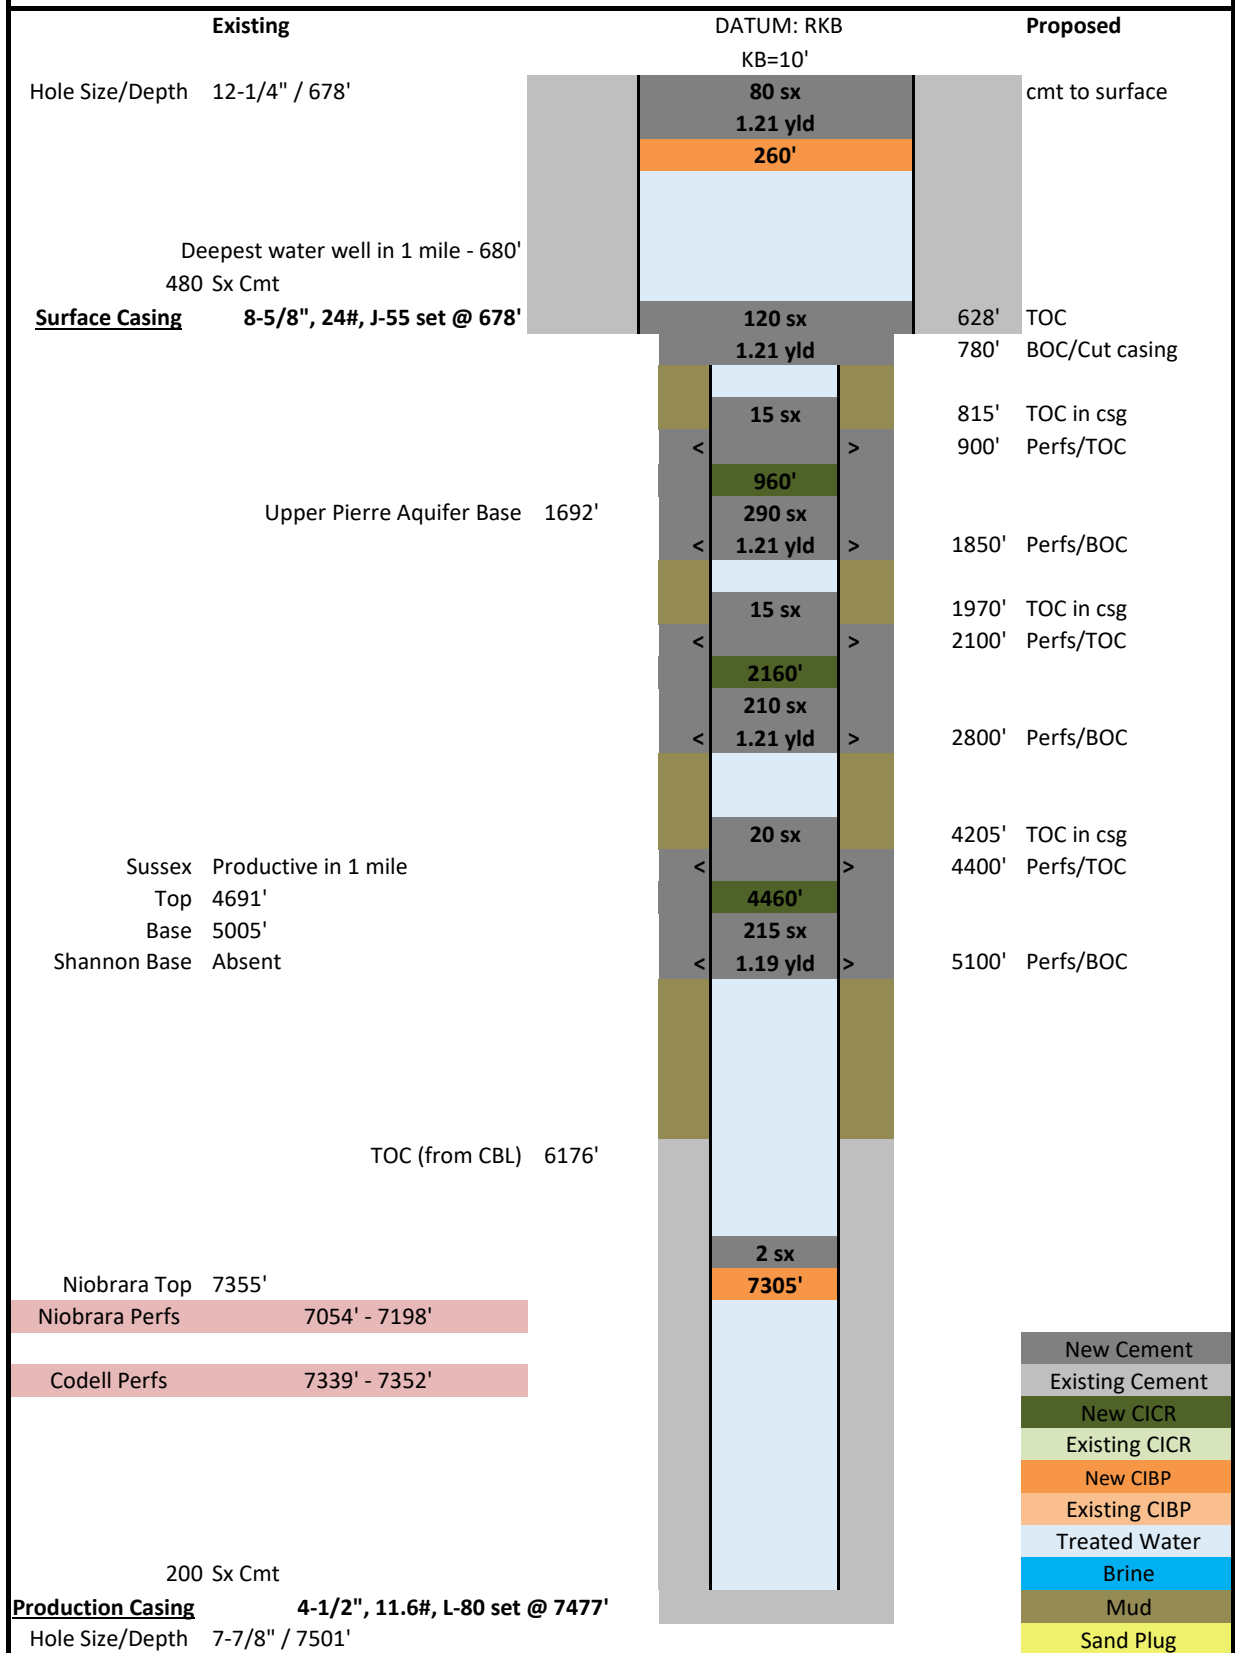 Existing DATUM: RKB Proposed
KB=10'
Hole Size/Depth 12-1/4" / 678' 80 sx cmt to surface
1.21 yld
260'
Deepest water well in 1 mile - 680'
480 Sx Cmt
Surface Casing 8-5/8", 24#, J-55 set @ 678' 120 sx 628' TOC
1.21 yld 780' BOC/Cut casing
15 sx 815' TOC in csg
< > 900' Perfs/TOC
960'
Upper Pierre Aquifer Base 1692' 290 sx
< 1.21 yld > 1850' Perfs/BOC
15 sx 1970' TOC in csg
< > 2100' Perfs/TOC
2160'
210 sx
< 1.21 yld > 2800' Perfs/BOC
20 sx 4205' TOC in csg
Sussex Productive in 1 mile < > 4400' Perfs/TOC
Top 4691' 4460'
Base 5005' 215 sx
Shannon Base Absent < 1.19 yld > 5100' Perfs/BOC
TOC (from CBL) 6176'
2 sx
Niobrara Top 7355' 7305'
Niobrara Perfs 7054' - 7198'
New Cement
Codell Perfs 7339' - 7352' Existing Cement
New CICR
Existing CICR
New CIBP
Existing CIBP
Treated Water
200 Sx Cmt Brine
Production Casing 4-1/2", 11.6#, L-80 set @ 7477' Mud
Hole Size/Depth 7-7/8" / 7501' Sand Plug